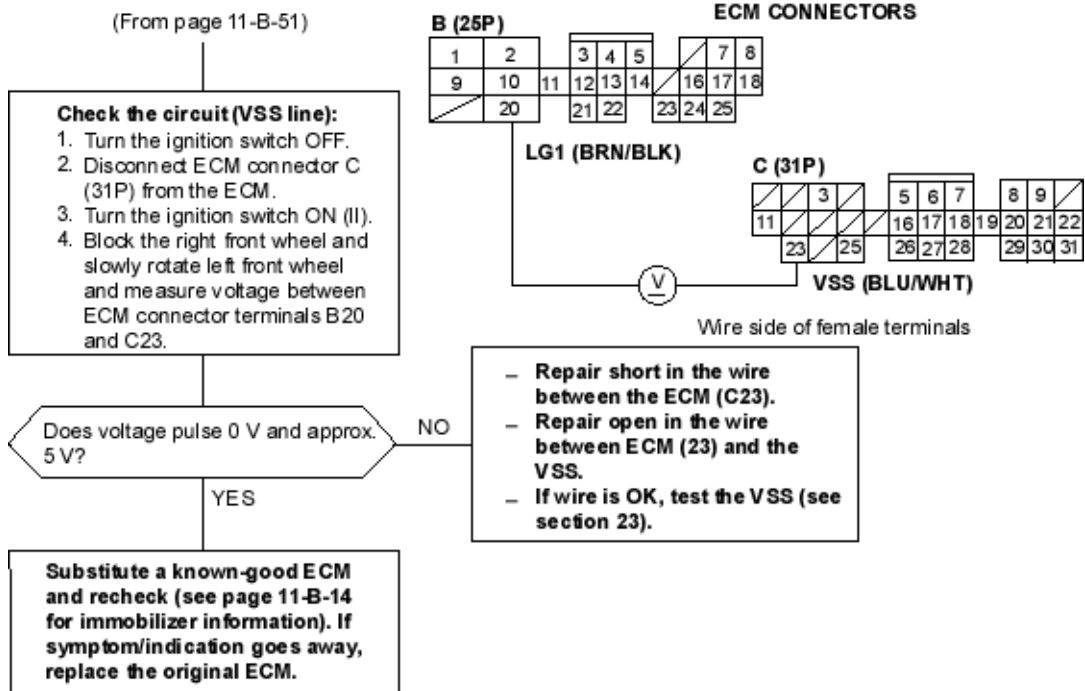 (From page 11-B-51)
Check the circuit (VSS line):
1. Turn the ignition switch OFF.
2. Disconnect ECM connector C
(31P) from the ECM.
3. Turn the ignition switch ON (II).
4. Block the right front wheel and
slowly rotate left front wheel
and measure voltage between
ECM connector terminals B20
and C23.
ECM CONNECTORS
B (25P)
1 2 3 4 5 7 8
9 10 11 12 13 14 16 17 18
20 21 22 23 24 25
LG1 (BRN/BLK)
C (31P)
3 5 6 7 8 9
11 16 17 18 19 20 21 22
23 25 26 27 28 29 30 31
V
VSS (BLU/WHT)
Wire side of female terminals
Does voltage pulse 0 V and approx.
5 V?
NO
– Repair short in the wire
between the ECM (C23).
– Repair open in the wire
between ECM (23) and the
VSS.
– If wire is OK, test the VSS (see
section 23).
YES
Substitute a known-good ECM
and recheck (see page 11-B-14
for immobilizer information). If
symptom/indication goes away,
replace the original ECM.